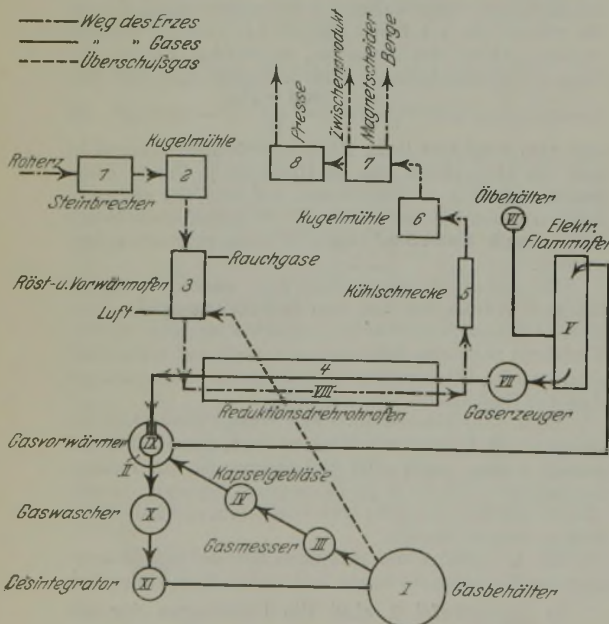 Weg des Erzes
" " Gases
Überschußgas
Presse
Zwischenprodukt
Magnetscheider
Berge
Kugelmühle
Roherz
1
2
8
7
Steinbrecher
Ölbehälter
VI
6
Kugelmühle
Elektr.
Flammofen
Rauchgase
Röst- u. Vorwärmofen
3
Kühlschnecke
5
V
Luft
4
VIII
VII
Reduktionsdrehrohrofen
Gaserzeuger
Gasvorwärmer
IX
II
Kapselgebläse
IV
Gaswascher
X
Gasmesser
III
Desintegrator
XI
I
Gasbehälter